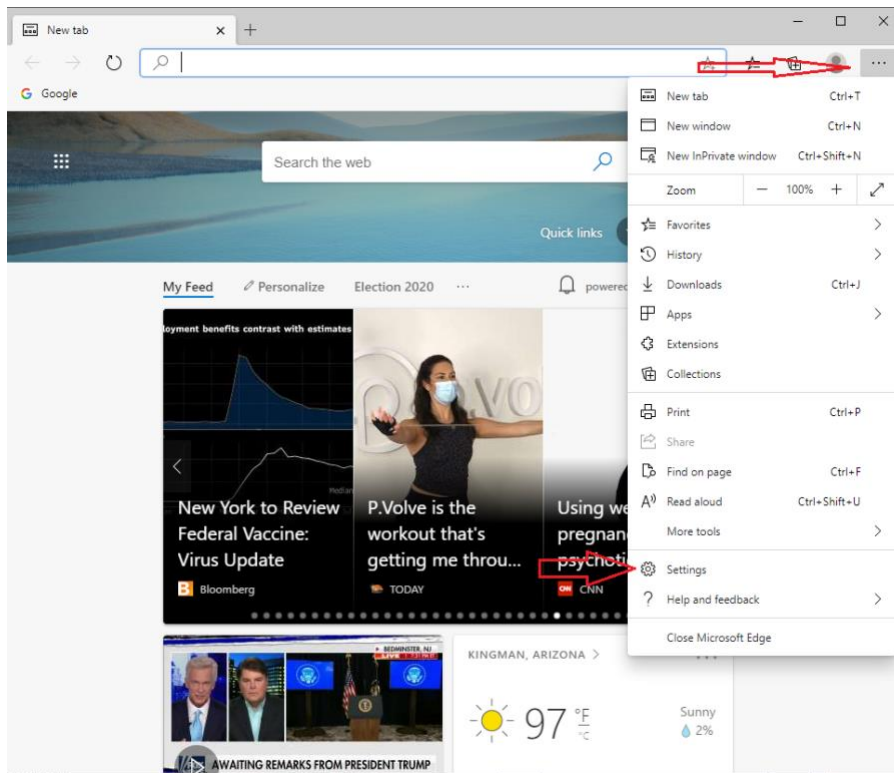 New tab
Google
Search the web
Quick links
My Feed
Personalize
Election 2020
...
powered
loyment benefits contrast with estimates
New York to Review
Federal Vaccine:
Virus Update
Bloomberg
P.VO
P.Volve is the
workout that's
getting me throu...
TODAY
Using we
pregnan
psychoti
CNN
BEDMINSTER, NJ
LIVE
AWAITING REMARKS FROM PRESIDENT TRUMP
KINGMAN, ARIZONA >
97 °F
°C
Sunny
2%
New tab Ctrl+T
New window Ctrl+N
New InPrivate window Ctrl+Shift+N
Zoom — 100% +
Favorites
History
Downloads Ctrl+J
Apps
Extensions
Collections
Print Ctrl+P
Share
Find on page Ctrl+F
Read aloud Ctrl+Shift+U
More tools
Settings
Help and feedback
Close Microsoft Edge